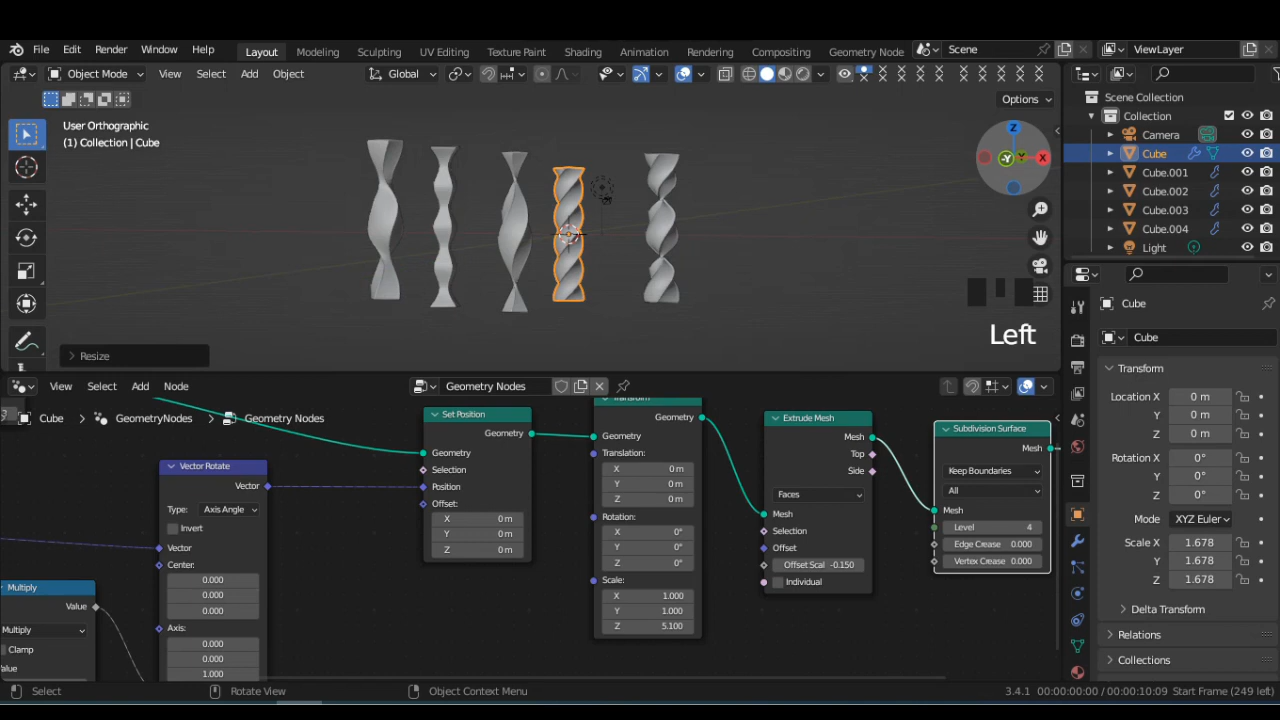 File Edit Render Window Help Layout Modeling Sculpting UV Editing Texture Paint Shading Animation Rendering Compositing Geometry Node Scene ViewLayer
Object Mode View Select Add Object Global
Options
User Orthographic
(1) Collection | Cube
Z
-Y
X
Left
Resize
Scene Collection
Collection
Camera
Cube
Cube.001
Cube.002
Cube.003
Cube.004
Light
View Select Add Node Geometry Nodes
Cube GeometryNodes Geometry Nodes
Multiply
Value
Multiply
Clamp
Vector Rotate
Vector
Type: Axis Angle
Invert
Vector
Center:
0.000
0.000
0.000
Axis:
0.000
0.000
1.000
Set Position
Geometry
Geometry
Selection
Position
Offset:
X 0 m
Y 0 m
Z 0 m
Transform
Geometry
Geometry
Translation:
X 0 m
Y 0 m
Z 0 m
Rotation:
X 0°
Y 0°
Z 0°
Scale:
X 1.000
Y 1.000
Z 5.100
Extrude Mesh
Mesh
Top
Side
Faces
Mesh
Selection
Offset
Offset Scal -0.150
Individual
Subdivision Surface
Mesh
Keep Boundaries
All
Mesh
Level 4
Edge Crease 0.000
Vertex Crease 0.000
Cube
Cube
Transform
Location X 0 m
Y 0 m
Z 0 m
Rotation X 0°
Y 0°
Z 0°
Mode XYZ Euler
Scale X 1.678
Y 1.678
Z 1.678
Delta Transform
Relations
Collections
Select Rotate View Object Context Menu 3.4.1 00:00:00:00 / 00:00:10:09 Start Frame (249 left)